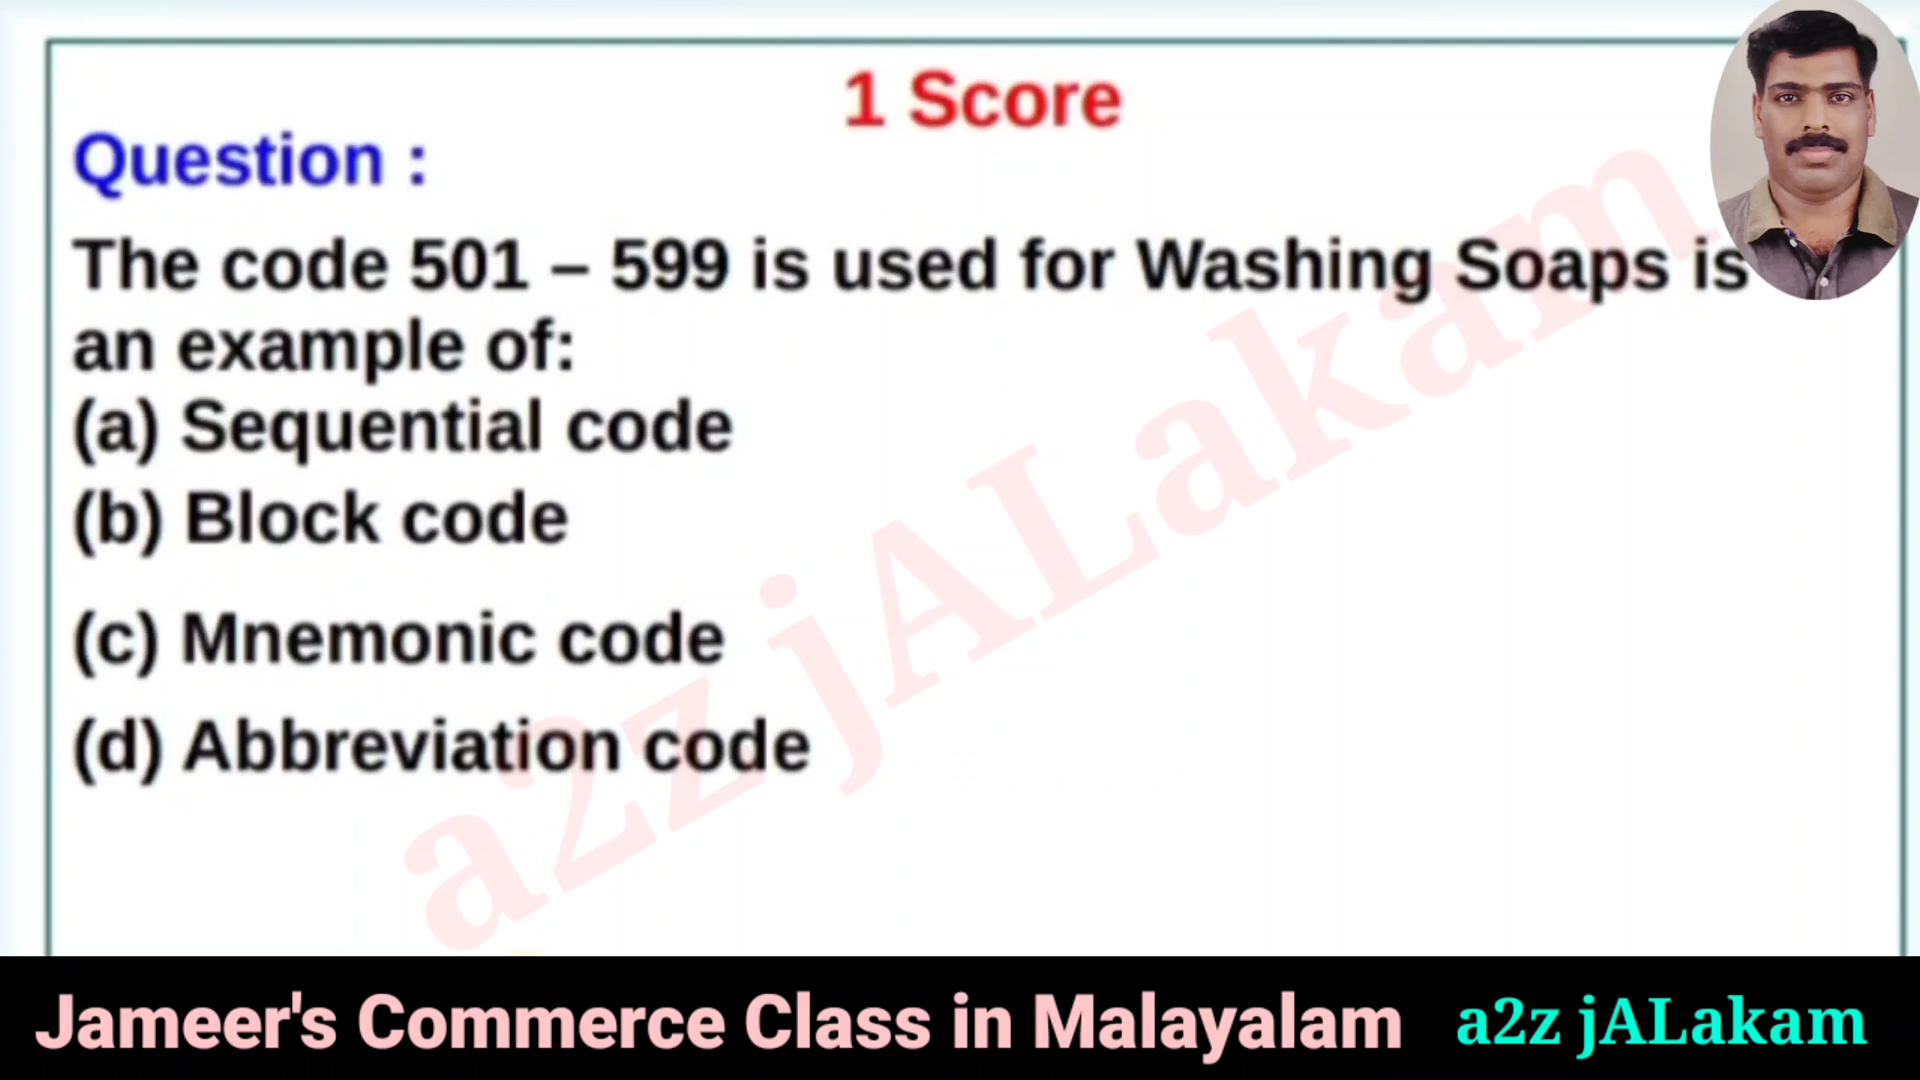 1 Score
Question :
The code 501 – 599 is used for Washing Soaps is
an example of:
(a) Sequential code
(b) Block code
(c) Mnemonic code
(d) Abbreviation code
a2z jALakam
Jameer's Commerce Class in Malayalam a2z jALakam